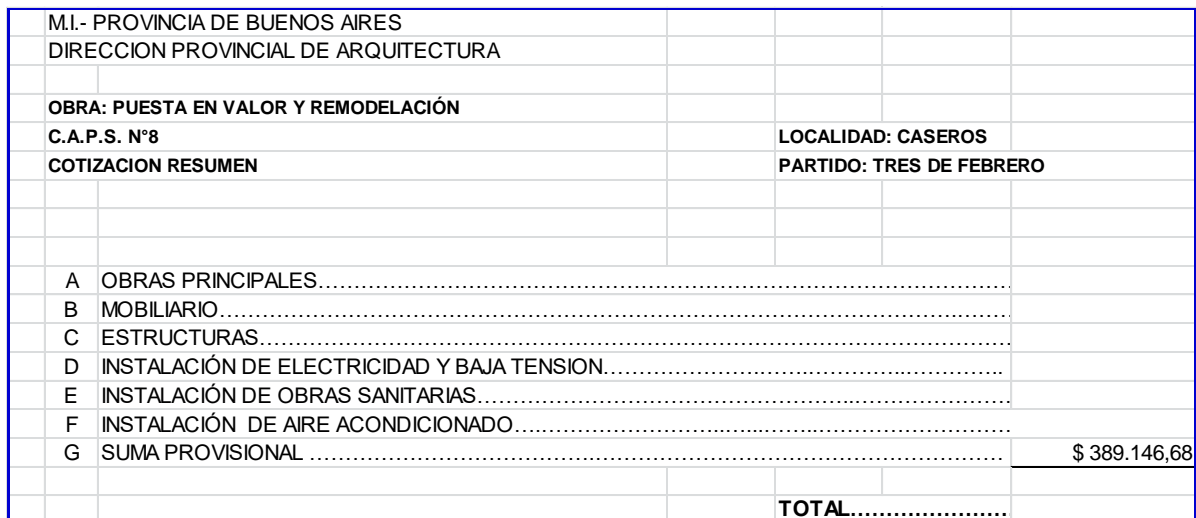 M.I.- PROVINCIA DE BUENOS AIRES
DIRECCION PROVINCIAL DE ARQUITECTURA
OBRA: PUESTA EN VALOR Y REMODELACIÓN
C.A.P.S. N°8 LOCALIDAD: CASEROS
COTIZACION RESUMEN PARTIDO: TRES DE FEBRERO
A OBRAS PRINCIPALES……………………………………………………………………………
B MOBILIARIO……………………………………………………………………………………
C ESTRUCTURAS…………………………………………………………………………………
D INSTALACIÓN DE ELECTRICIDAD Y BAJA TENSION…………………………………………..
E INSTALACIÓN DE OBRAS SANITARIAS………………………………………………………
F INSTALACIÓN DE AIRE ACONDICIONADO……………………………………………………
G SUMA PROVISIONAL …………………………………………………………………………… $ 389.146,68
TOTAL…………………